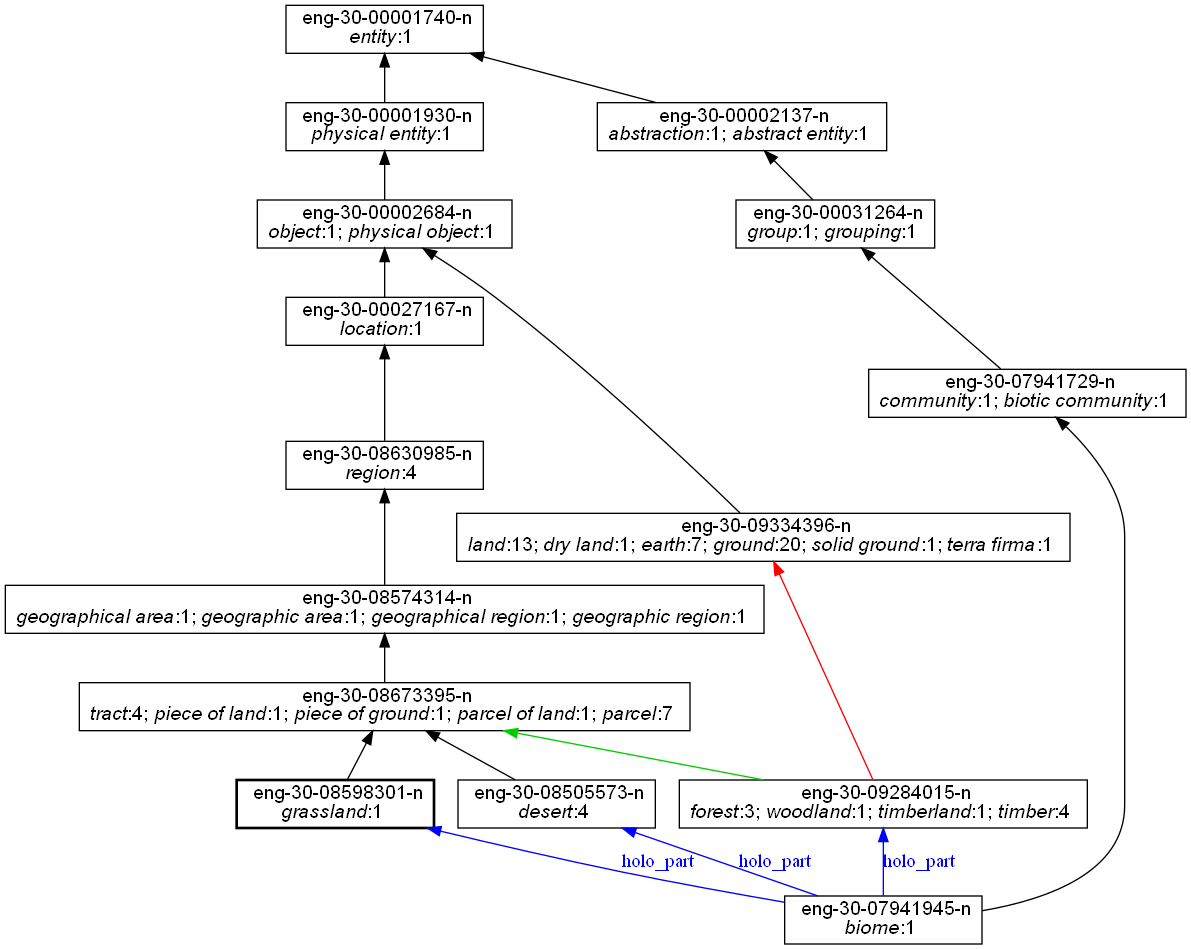 eng-30-00001740-n
entity:1
eng-30-00001930-n
physical entity:1
eng-30-00002137-n
abstraction:1; abstract entity:1
eng-30-00002684-n
object:1; physical object:1
eng-30-00031264-n
group:1; grouping:1
eng-30-00027167-n
location:1
eng-30-07941729-n
community:1; biotic community:1
eng-30-08630985-n
region:4
eng-30-09334396-n
land:13; dry land:1; earth:7; ground:20; solid ground:1; terra firma:1
eng-30-08574314-n
geographical area:1; geographic area:1; geographical region:1; geographic region:1
eng-30-08673395-n
tract:4; piece of land:1; piece of ground:1; parcel of land:1; parcel:7
eng-30-08598301-n
grassland:1
eng-30-08505573-n
desert:4
eng-30-09284015-n
forest:3; woodland:1; timberland:1; timber:4
holo_part
holo_part
holo_part
eng-30-07941945-n
biome:1